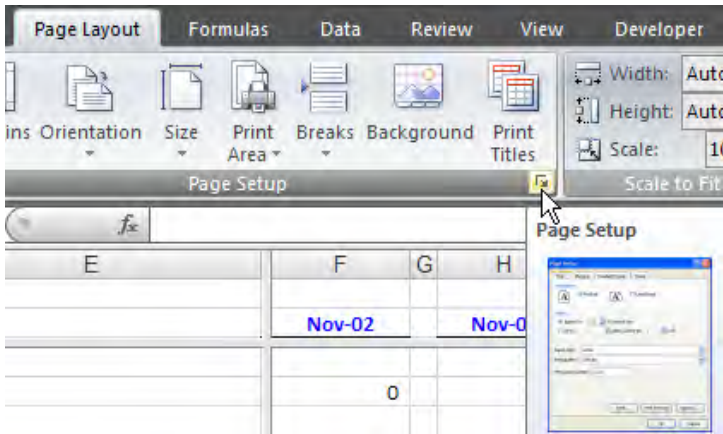 Page Layout Formulas Data Review View Developer
Width: Auto
Height: Auto
ins Orientation Size Print Breaks Background Print Scale: 10
Area Titles
Page Setup Scale to Fit
fx
Page Setup
E F G H
Nov-02 Nov-0
0